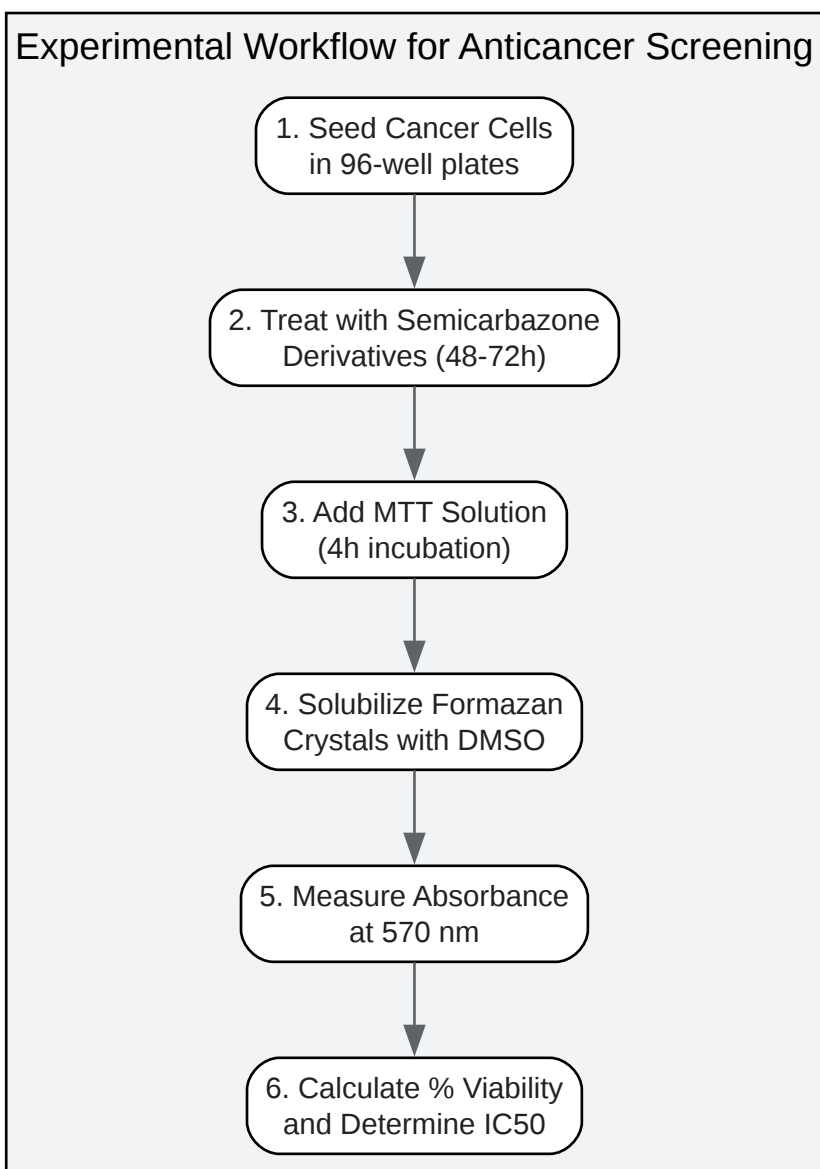 Experimental Workflow for Anticancer Screening
1. Seed Cancer Cells
in 96-well plates
2. Treat with Semicarbazone
Derivatives (48-72h)
3. Add MTT Solution
(4h incubation)
4. Solubilize Formazan
Crystals with DMSO
5. Measure Absorbance
at 570 nm
6. Calculate % Viability
and Determine IC50